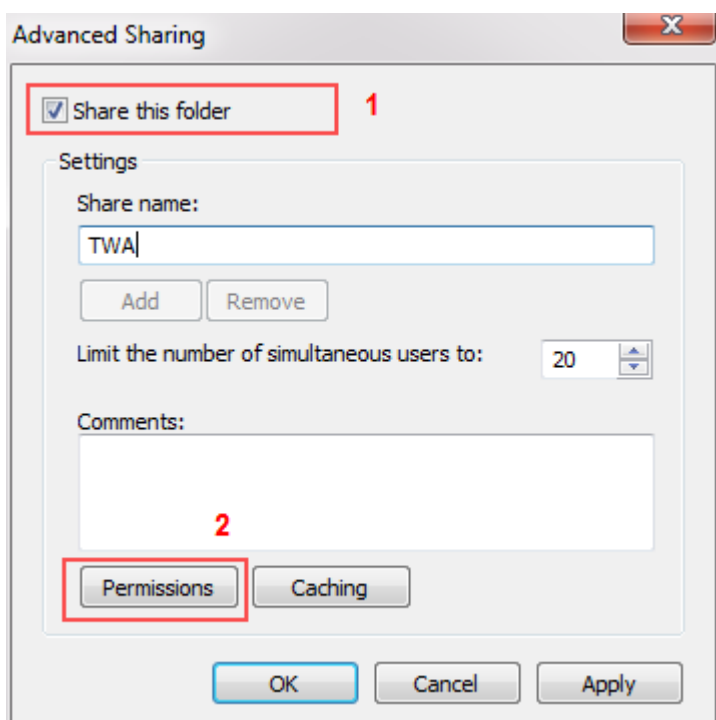 Advanced Sharing
Share this folder 1
Settings
Share name:
TWA
Add Remove
Limit the number of simultaneous users to: 20
Comments:
2
Permissions Caching
OK Cancel Apply